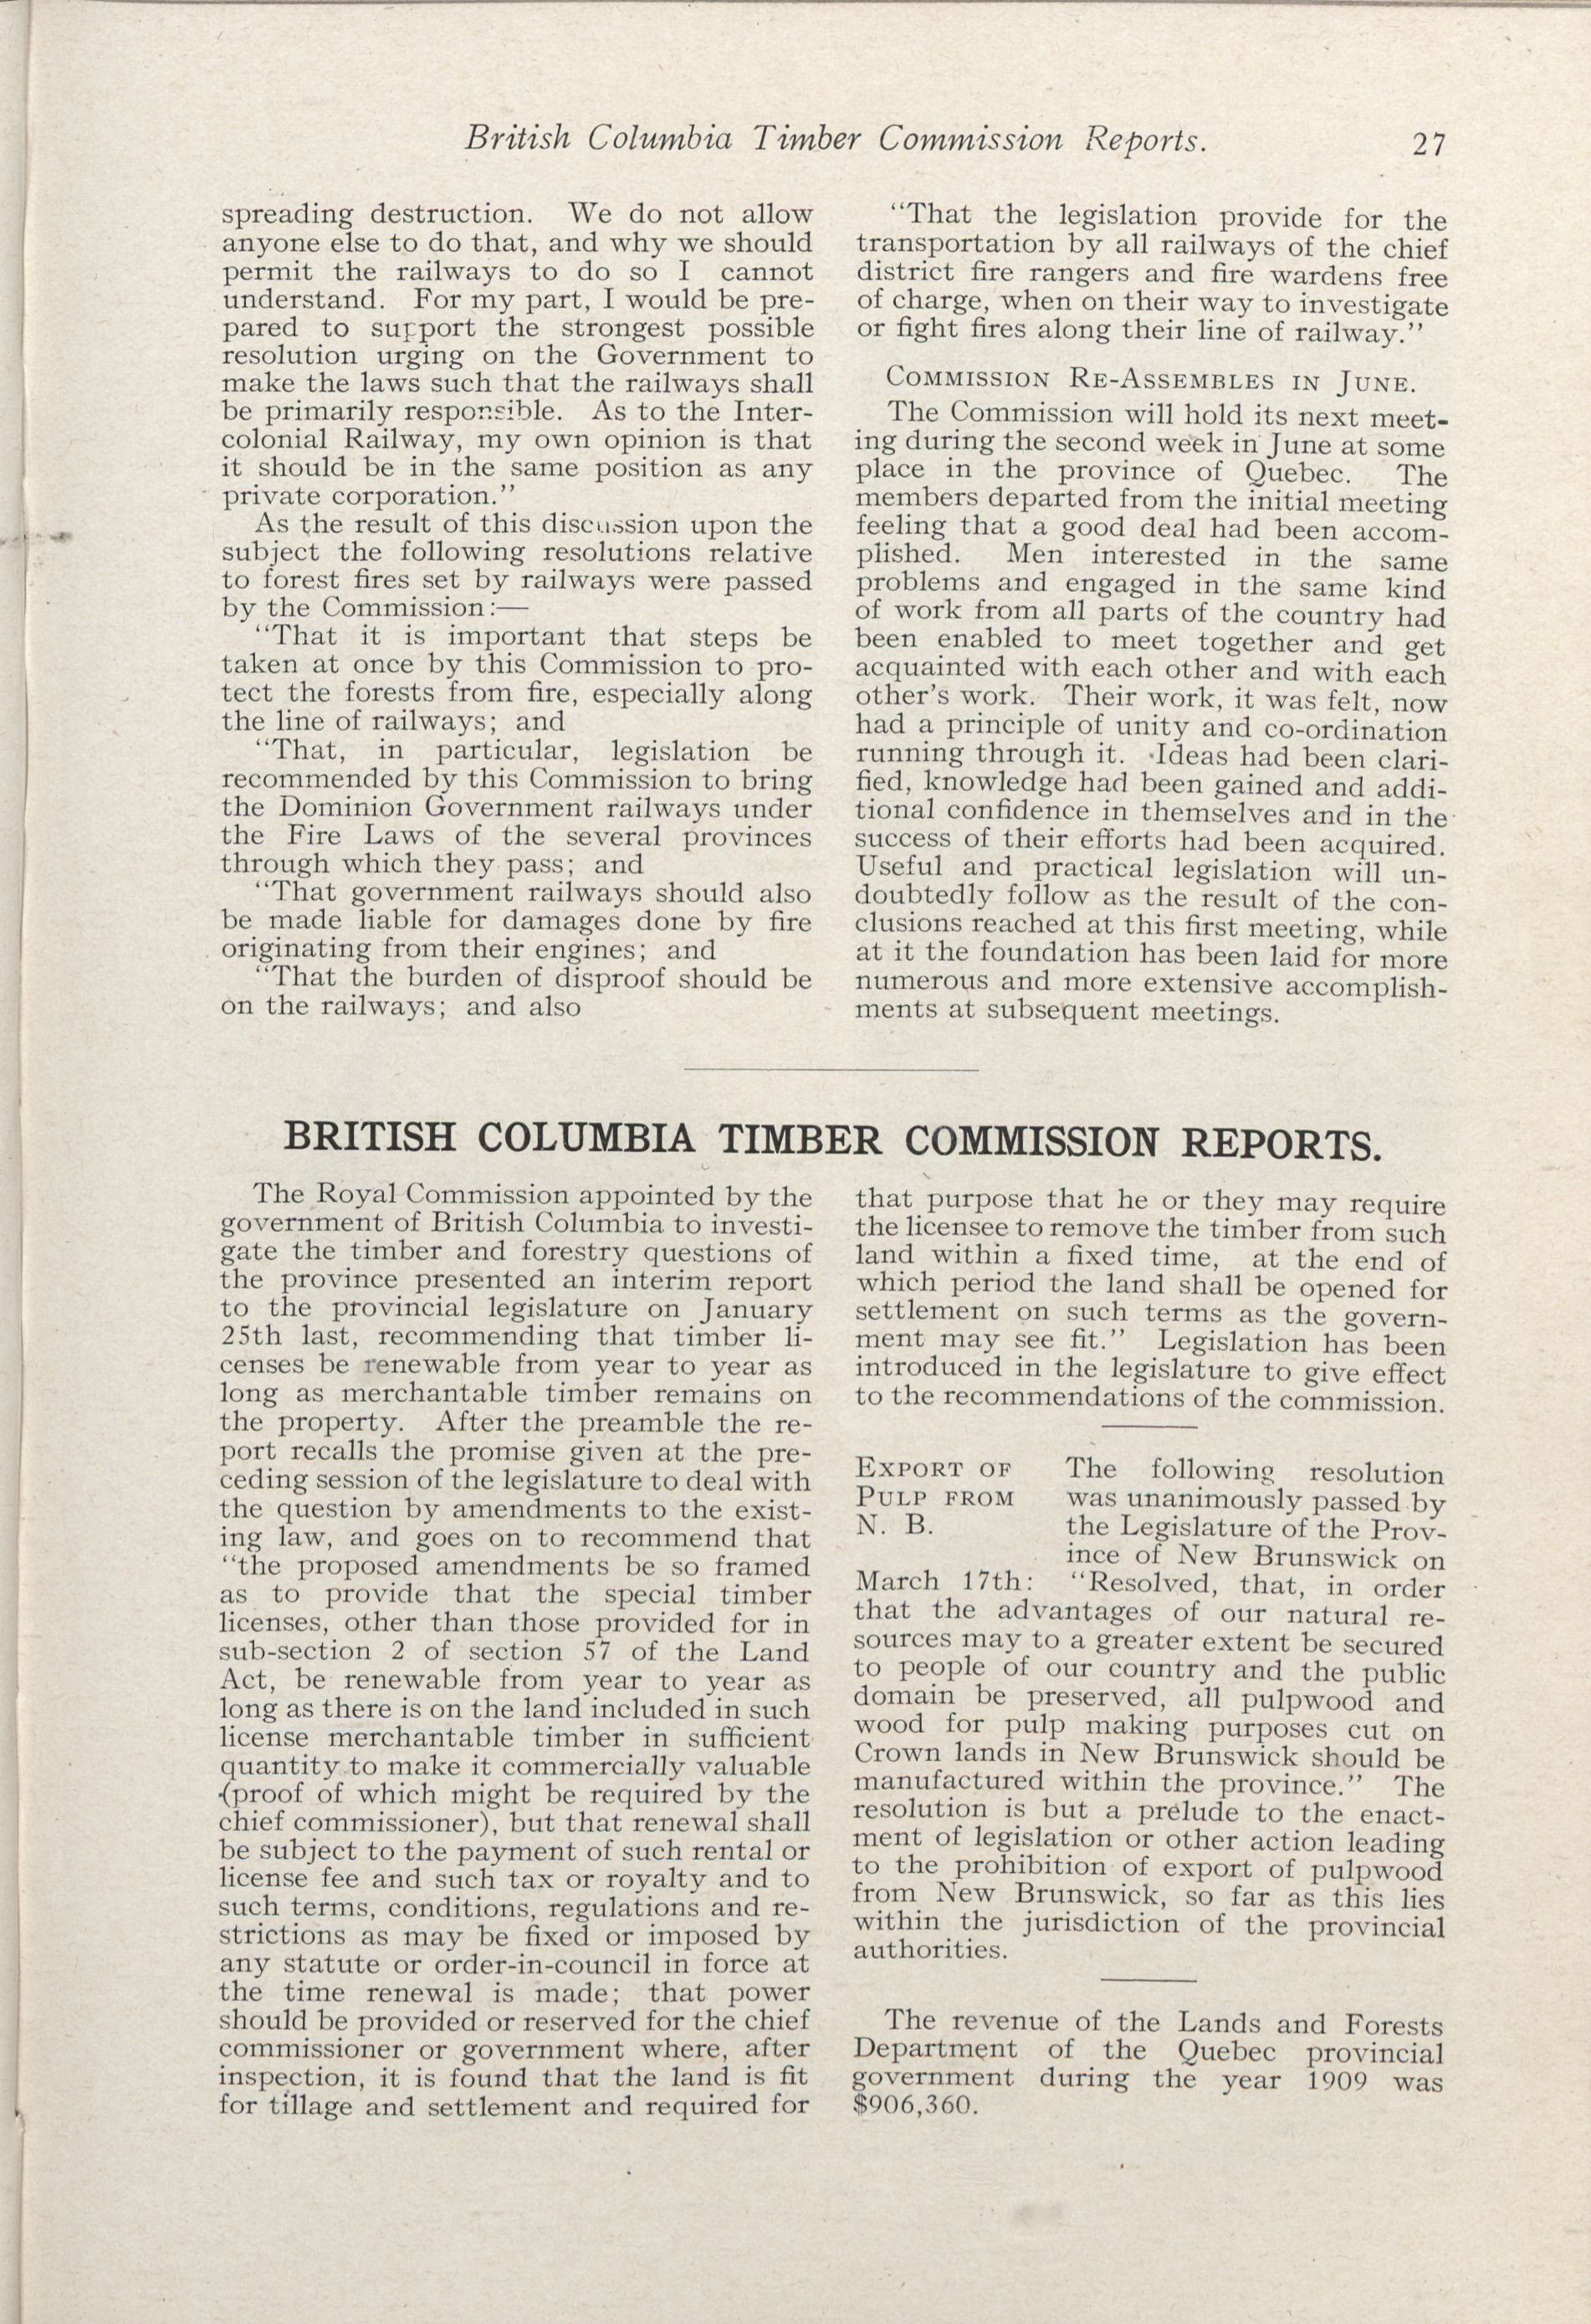 British Columbia Timber Commission Reports. 27
spreading destruction. We do not allow
anyone else to do that, and why we should
permit the railways to do so I cannot
understand. For my part, I would be pre-
pared to support the strongest possible
resolution urging on the Government to
make the laws such that the railways shall
be primarily responsible. As to the Inter-
colonial Railway, my own opinion is that
it should be in the same position as any
private corporation."
As the result of this discussion upon the
subject the following resolutions relative
to forest fires set by railways were passed
by the Commission:—
"That it is important that steps be
taken at once by this Commission to pro-
tect the forests from fire, especially along
the line of railways; and
"That, in particular, legislation be
recommended by this Commission to bring
the Dominion Government railways under
the Fire Laws of the several provinces
through which they pass; and
"That government railways should also
be made liable for damages done by fire
originating from their engines; and
"That the burden of disproof should be
on the railways; and also
"That the legislation provide for the
transportation by all railways of the chief
district fire rangers and fire wardens free
of charge, when on their way to investigate
or fight fires along their line of railway."
COMMISSION RE-ASSEMBLES IN JUNE.
The Commission will hold its next meet-
ing during the second week in June at some
place in the province of Quebec. The
members departed from the initial meeting
feeling that a good deal had been accom-
plished. Men interested in the same
problems and engaged in the same kind
of work from all parts of the country had
been enabled to meet together and get
acquainted with each other and with each
other's work. Their work, it was felt, now
had a principle of unity and co-ordination
running through it. Ideas had been clari-
fied, knowledge had been gained and addi-
tional confidence in themselves and in the
success of their efforts had been acquired.
Useful and practical legislation will un-
doubtedly follow as the result of the con-
clusions reached at this first meeting, while
at it the foundation has been laid for more
numerous and more extensive accomplish-
ments at subsequent meetings.
BRITISH COLUMBIA TIMBER COMMISSION REPORTS.
The Royal Commission appointed by the
government of British Columbia to investi-
gate the timber and forestry questions of
the province presented an interim report
to the provincial legislature on January
25th last, recommending that timber li-
censes be renewable from year to year as
long as merchantable timber remains on
the property. After the preamble the re-
port recalls the promise given at the pre-
ceding session of the legislature to deal with
the question by amendments to the exist-
ing law, and goes on to recommend that
"the proposed amendments be so framed
as to provide that the special timber
licenses, other than those provided for in
sub-section 2 of section 57 of the Land
Act, be renewable from year to year as
long as there is on the land included in such
license merchantable timber in sufficient
quantity to make it commercially valuable
(proof of which might be required by the
chief commissioner), but that renewal shall
be subject to the payment of such rental or
license fee and such tax or royalty and to
such terms, conditions, regulations and re-
strictions as may be fixed or imposed by
any statute or order-in-council in force at
the time renewal is made; that power
should be provided or reserved for the chief
commissioner or government where, after
inspection, it is found that the land is fit
for tillage and settlement and required for
that purpose that he or they may require
the licensee to remove the timber from such
land within a fixed time, at the end of
which period the land shall be opened for
settlement on such terms as the govern-
ment may see fit." Legislation has been
introduced in the legislature to give effect
to the recommendations of the commission.
EXPORT OF The following resolution
PULP FROM was unanimously passed by
N. B. the Legislature of the Prov-
ince of New Brunswick on
March 17th: "Resolved, that, in order
that the advantages of our natural re-
sources may to a greater extent be secured
to people of our country and the public
domain be preserved, all pulpwood and
wood for pulp making purposes cut on
Crown lands in New Brunswick should be
manufactured within the province." The
resolution is but a prelude to the enact-
ment of legislation or other action leading
to the prohibition of export of pulpwood
from New Brunswick, so far as this lies
within the jurisdiction of the provincial
authorities.
The revenue of the Lands and Forests
Department of the Quebec provincial
government during the year 1909 was
$906,360.